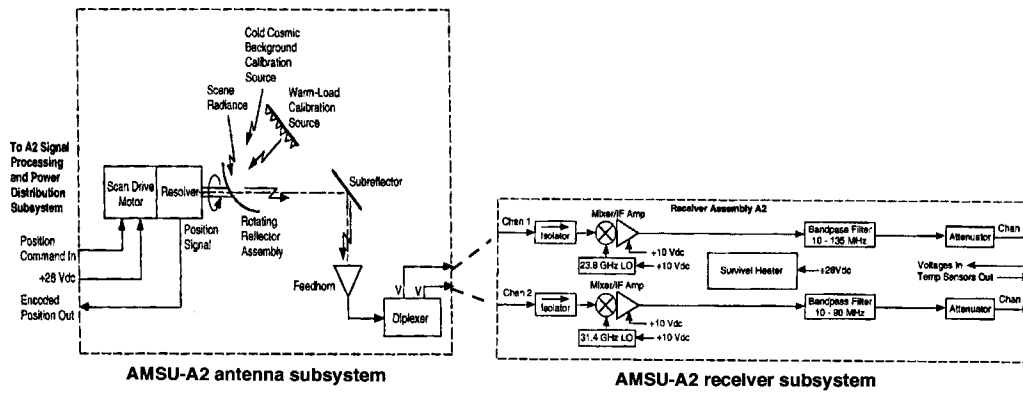 Cold Cosmic
Background
Calibration
Source
Scene
Radiance
Warm-Load
Calibration
Source
To A2 Signal
Processing
and Power
Distribution
Subsystem
Scan Drive
Motor
Resolver
Subreflector
Position
Signal
Rotating
Reflector
Assembly
Position
Command In
+28 Vdc
Encoded
Position Out
Feedhorn
V V
Diplexer
AMSU-A2 antenna subsystem
Receiver Assembly A2
Chan 1
Isolator
Mixer/IF Amp
+10 Vdc
23.8 GHz LO
+10 Vdc
Bandpass Filter
10 - 135 MHz
Attenuator
Chan
Survival Heater
+28Vdc
Voltages In
Temp Sensors Out
Chan 2
Isolator
Mixer/IF Amp
+10 Vdc
31.4 GHz LO
+10 Vdc
Bandpass Filter
10 - 90 MHz
Attenuator
Chan
AMSU-A2 receiver subsystem